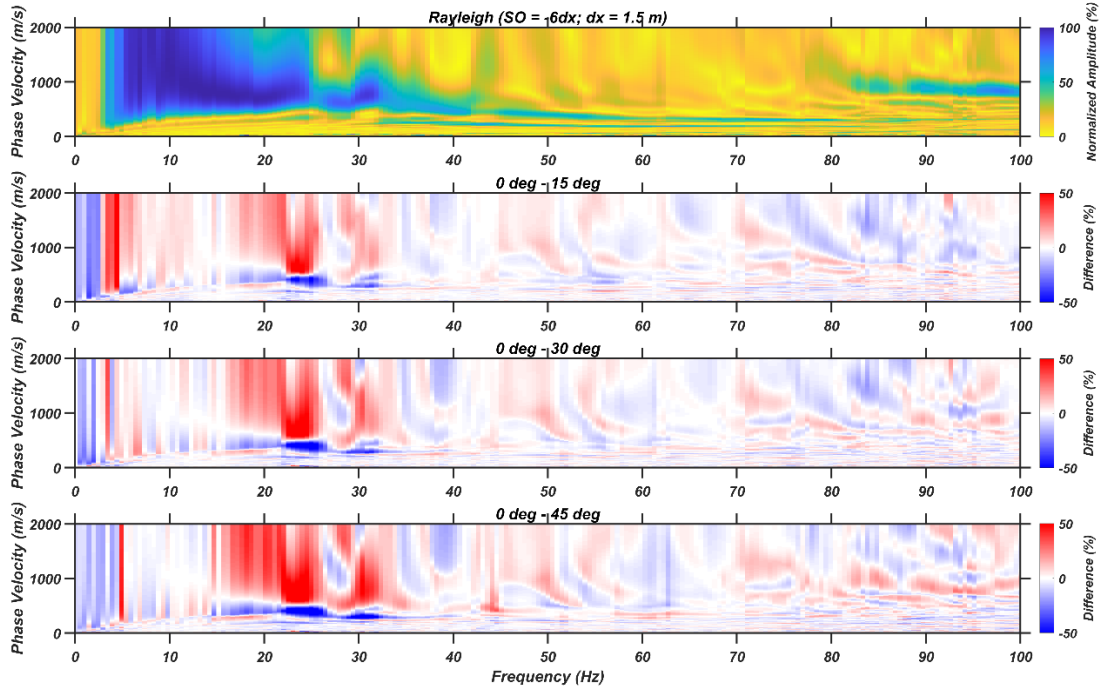 Rayleigh (SO = -6dx; dx = 1.5 m)
Phase Velocity (m/s)
2000
1000
0
0 10 20 30 40 50 60 70 80 90 100
100
50
0
Normalized Amplitude (%)
0 deg - 15 deg
Phase Velocity (m/s)
2000
1000
0
0 10 20 30 40 50 60 70 80 90 100
50
0
-50
Difference (%)
0 deg - 30 deg
Phase Velocity (m/s)
2000
1000
0
0 10 20 30 40 50 60 70 80 90 100
50
0
-50
Difference (%)
0 deg - 45 deg
Phase Velocity (m/s)
2000
1000
0
0 10 20 30 40 50 60 70 80 90 100
50
0
-50
Difference (%)
Frequency (Hz)